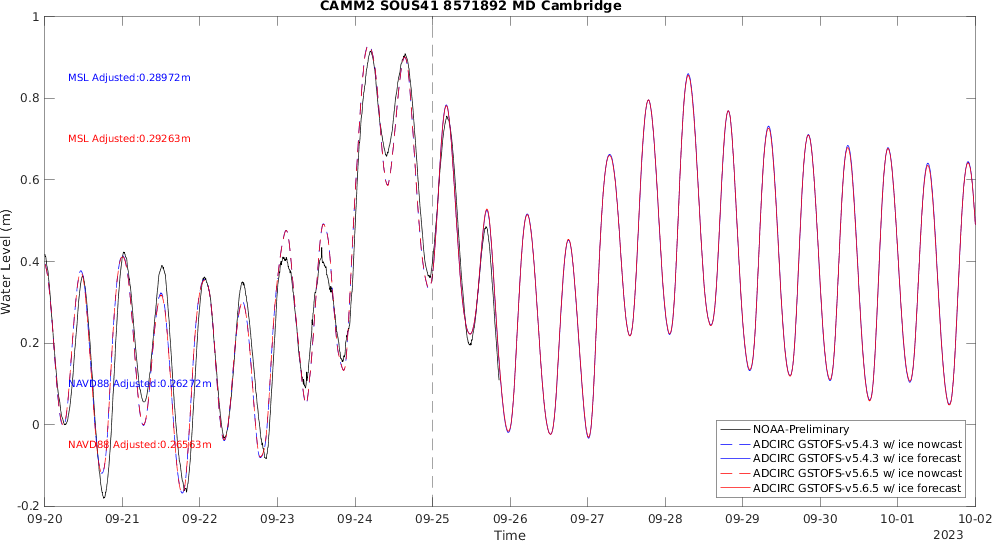 CAMM2 SOUS41 8571892 MD Cambridge
1
0.8
0.6
0.4
0.2
0
-0.2
Water Level (m)
MSL Adjusted:0.28972m
MSL Adjusted:0.29263m
NAVD88 Adjusted:0.26272m
NAVD88 Adjusted:0.26563m
NOAA-Preliminary
ADCIRC GSTOFS-v5.4.3 w/ ice nowcast
ADCIRC GSTOFS-v5.4.3 w/ ice forecast
ADCIRC GSTOFS-v5.6.5 w/ ice nowcast
ADCIRC GSTOFS-v5.6.5 w/ ice forecast
09-20 09-21 09-22 09-23 09-24 09-25 09-26 09-27 09-28 09-29 09-30 10-01 10-02
Time
2023